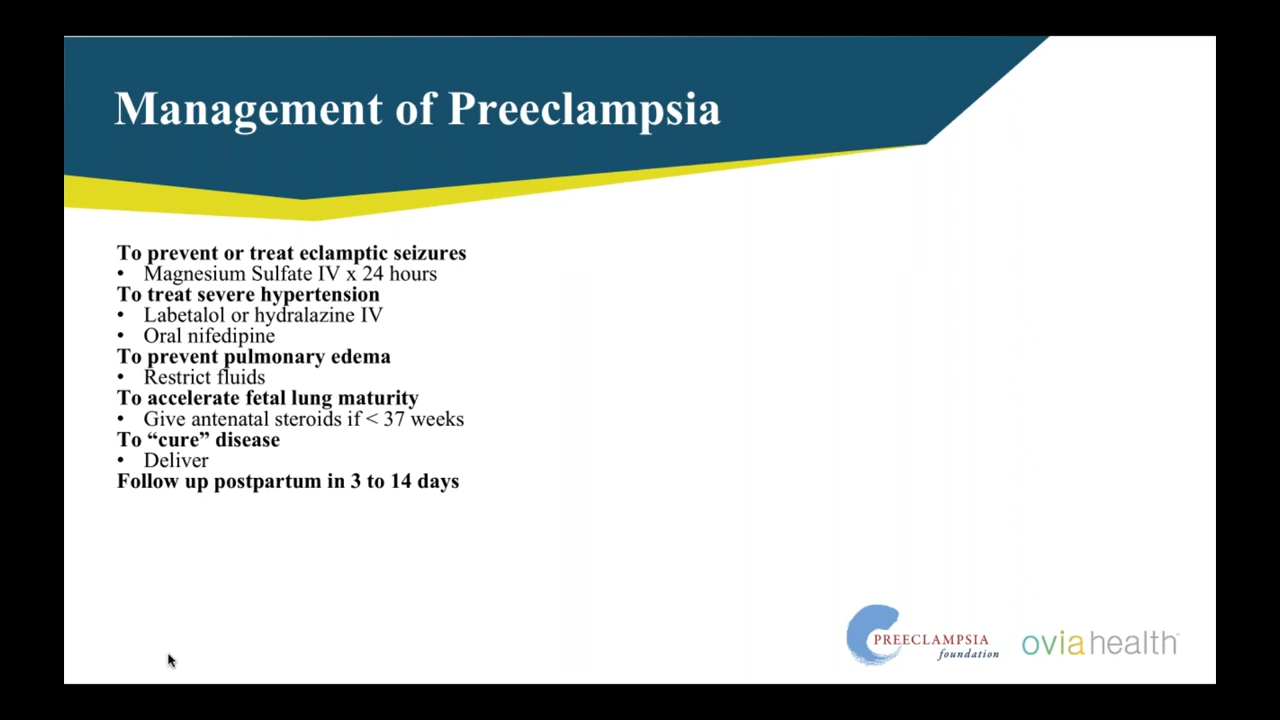 Management of Preeclampsia
To prevent or treat eclamptic seizures
• Magnesium Sulfate IV x 24 hours
To treat severe hypertension
• Labetalol or hydralazine IV
• Oral nifedipine
To prevent pulmonary edema
• Restrict fluids
To accelerate fetal lung maturity
• Give antenatal steroids if < 37 weeks
To “cure” disease
• Deliver
Follow up postpartum in 3 to 14 days
PREECLAMPSIA
foundation
ovia health